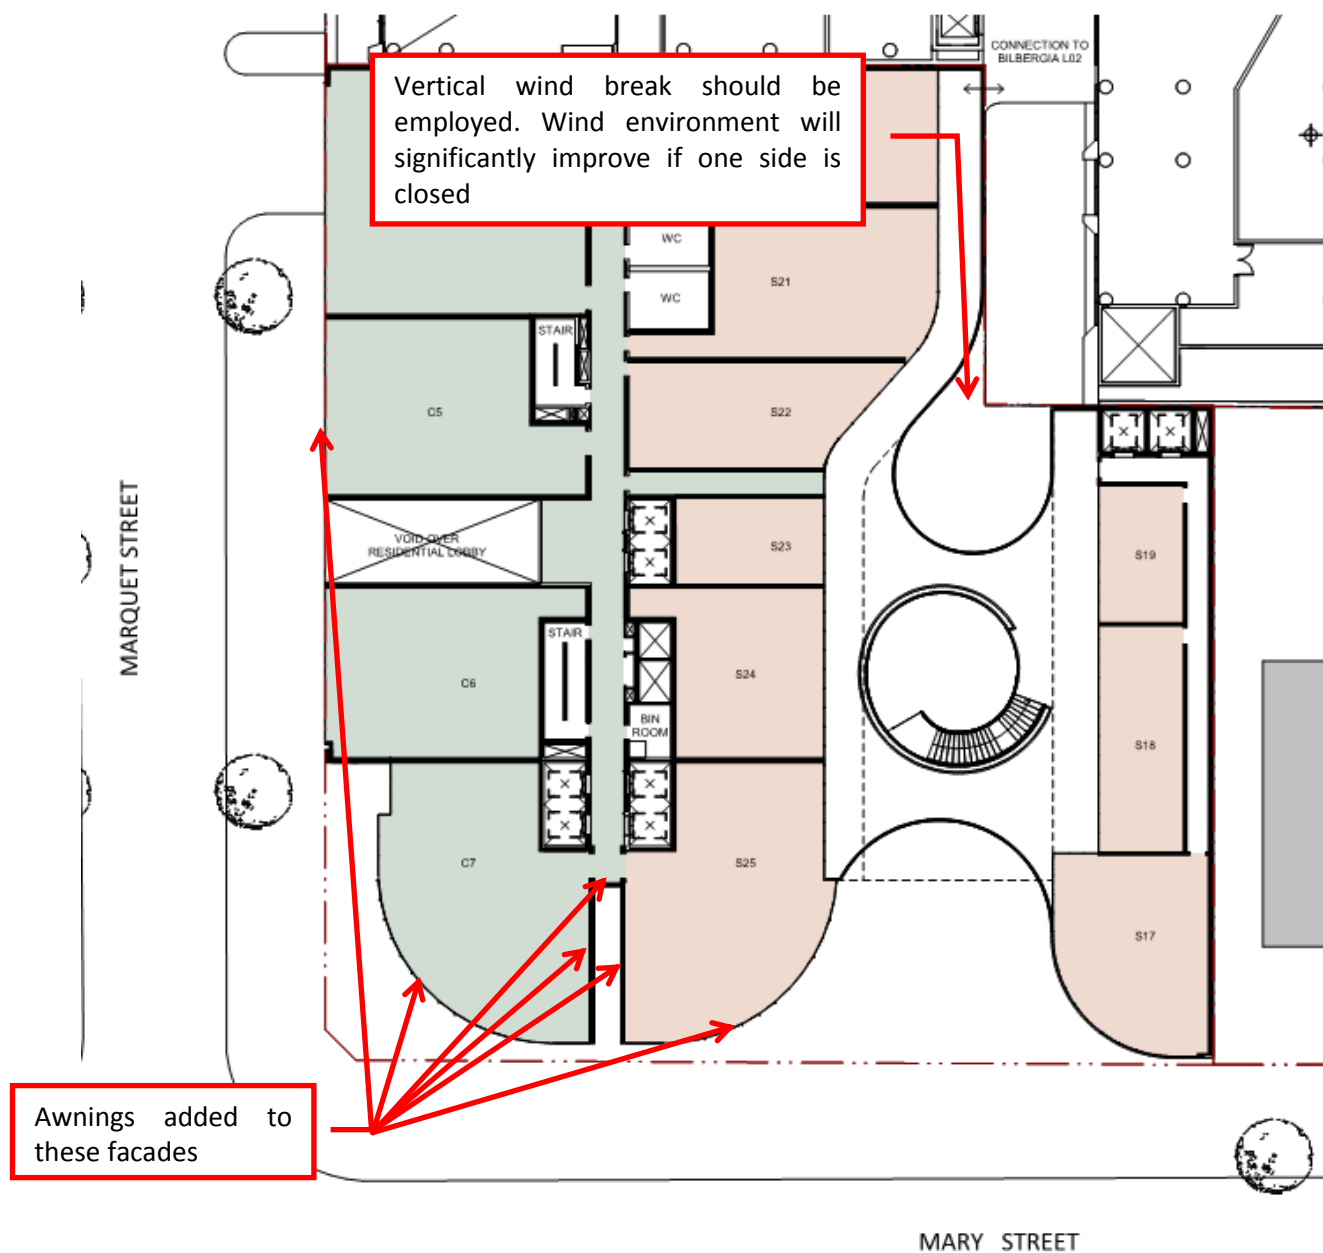 CONNECTION TO
BILBERGIA L02
Vertical wind break should be
employed. Wind environment will
significantly improve if one side is
closed
WC
S21
WC
STAIR
C5
S22
MARQUET STREET
VOID OVER
RESIDENTIAL LOBBY
S23
S19
STAIR
C6
S24
BIN
ROOM
S18
C7
S25
S17
Awnings added to
these facades
MARY STREET